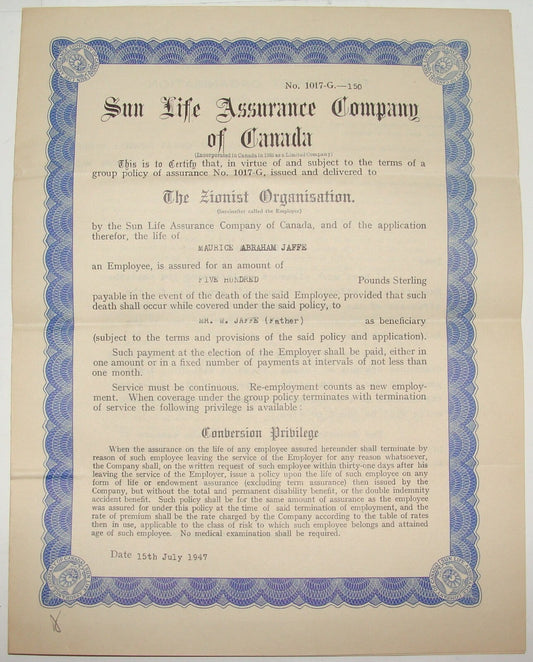 No. 1017-G.—150
Sun Life Assurance Company
of Canada
(Incorporated in Canada in 1865 as a Limited Company)
This is to Certify that, in virtue of and subject to the terms of a
group policy of assurance No. 1017-G, issued and delivered to
The Zionist Organisation.
(hereinafter called the Employer)
by the Sun Life Assurance Company of Canada, and of the application
therefor, the life of
MAURICE ABRAHAM JAFFE
an Employee, is assured for an amount of
FIVE HUNDRED Pounds Sterling
payable in the event of the death of the said Employee, provided that such
death shall occur while covered under the said policy, to
MR. W. JAFFE (Father) as beneficiary
(subject to the terms and provisions of the said policy and application).
Such payment at the election of the Employer shall be paid, either in
one amount or in a fixed number of payments at intervals of not less than
one month.
Service must be continuous. Re-employment counts as new employ-
ment. When coverage under the group policy terminates with termination
of service the following privilege is available:
Conversion Privilege
When the assurance on the life of any employee assured hereunder shall terminate by
reason of such employee leaving the service of the Employer for any reason whatsoever,
the Company shall, on the written request of such employee within thirty-one days after his
leaving the service of the Employer, issue a policy upon the life of such employee on any
form of life or endowment assurance (excluding term assurance) then issued by the
Company, but without the total and permanent disability benefit, or the double indemnity
accident benefit. Such policy shall be for the same amount of assurance as the employee
was assured for under this policy at the time of said termination of employment, and the
rate of premium shall be the rate charged by the Company according to the table of rates
then in use, applicable to the class of risk to which such employee belongs and attained
age of such employee. No medical examination shall be required.
Date 15th July 1947